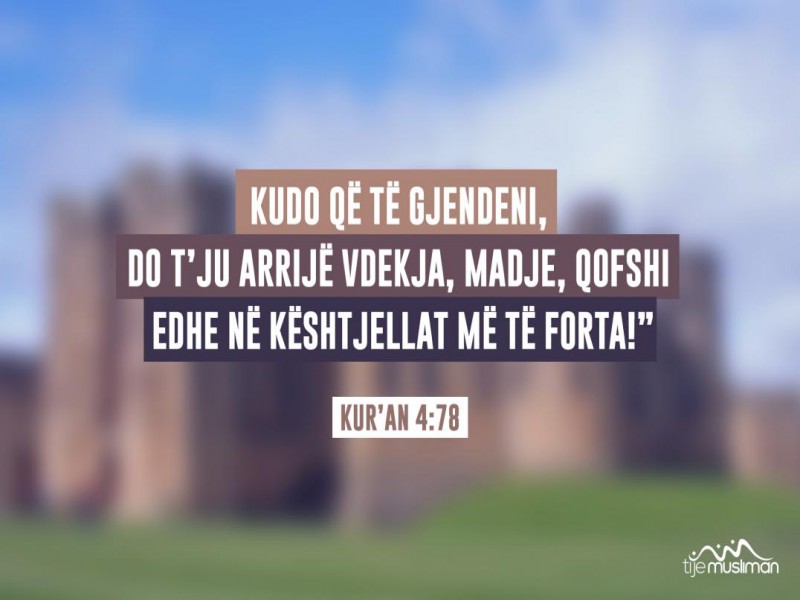 KUDO QË TË GJENDENI,
DO T’JU ARRIJË VDEKJA, MADJE, QOFSHI
EDHE NË KËSHTJELLAT MË TË FORTA!”
KUR’AN 4:78
tijemusliman